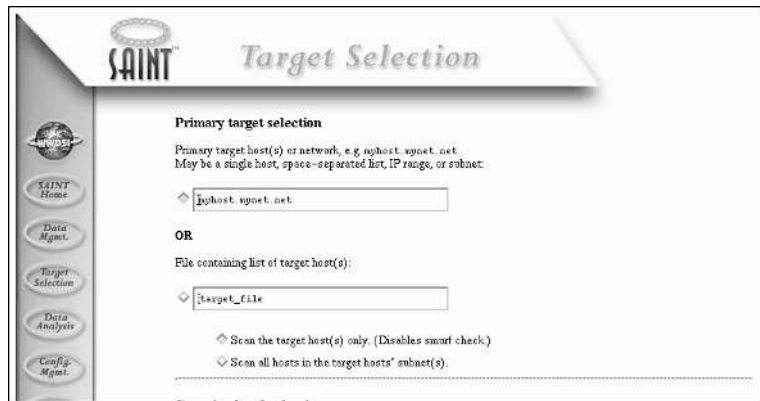 SAINT™
Target Selection
WWDSI
SAINT Home
Data Mgmt.
Target Selection
Data Analysis
Config. Mgmt.
Primary target selection
Primary target host(s) or network, e.g. myhost.mynet.net
May be a single host, space-separated list, IP range, or subnet:
myhost.mynet.net
OR
File containing list of target host(s):
target_file
Scan the target host(s) only. (Disables smurf check.)
Scan all hosts in the target hosts' subnet(s).